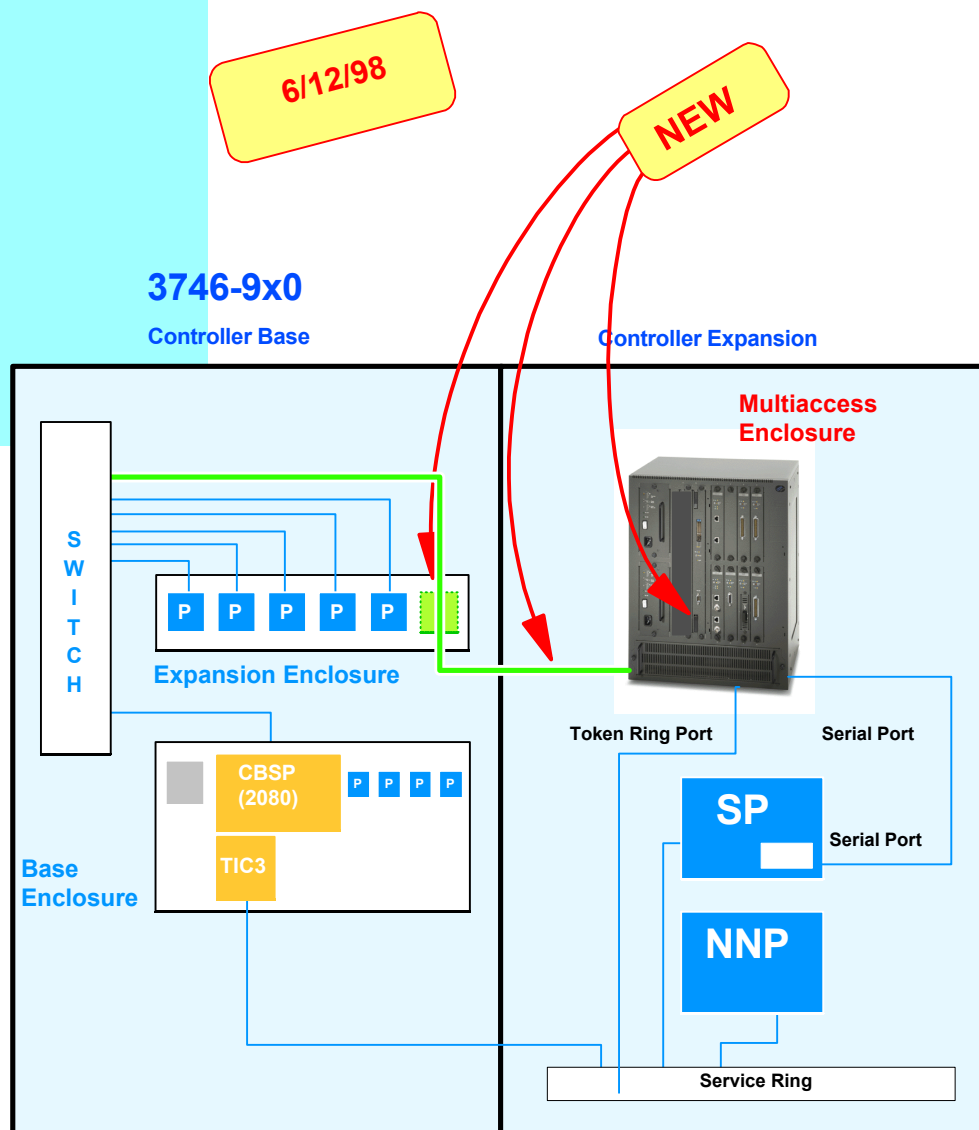 6/12/98
NEW
3746-9x0
Controller Base
Controller Expansion
Multiaccess
Enclosure
S
W
I
T
C
H
P P P P P
Expansion Enclosure
Token Ring Port
Serial Port
CBSP
(2080)
P P P P
TIC3
Base
Enclosure
SP
Serial Port
NNP
Service Ring